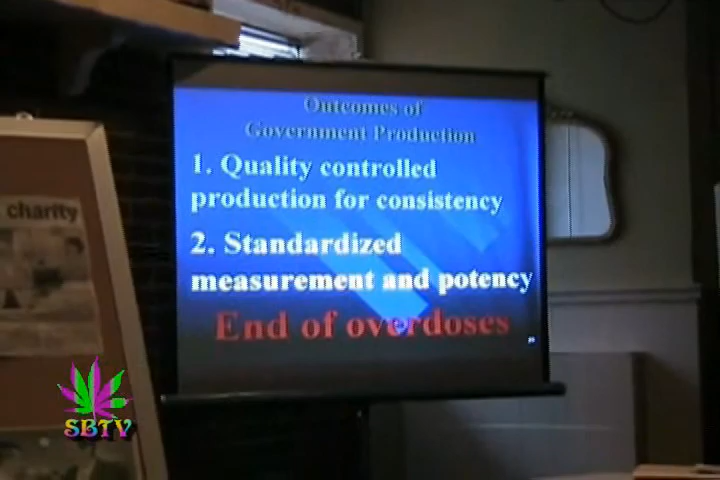 Outcomes of
Government Production
1. Quality controlled
production for consistency
2. Standardized
measurement and potency
End of overdoses
charity
SBTV